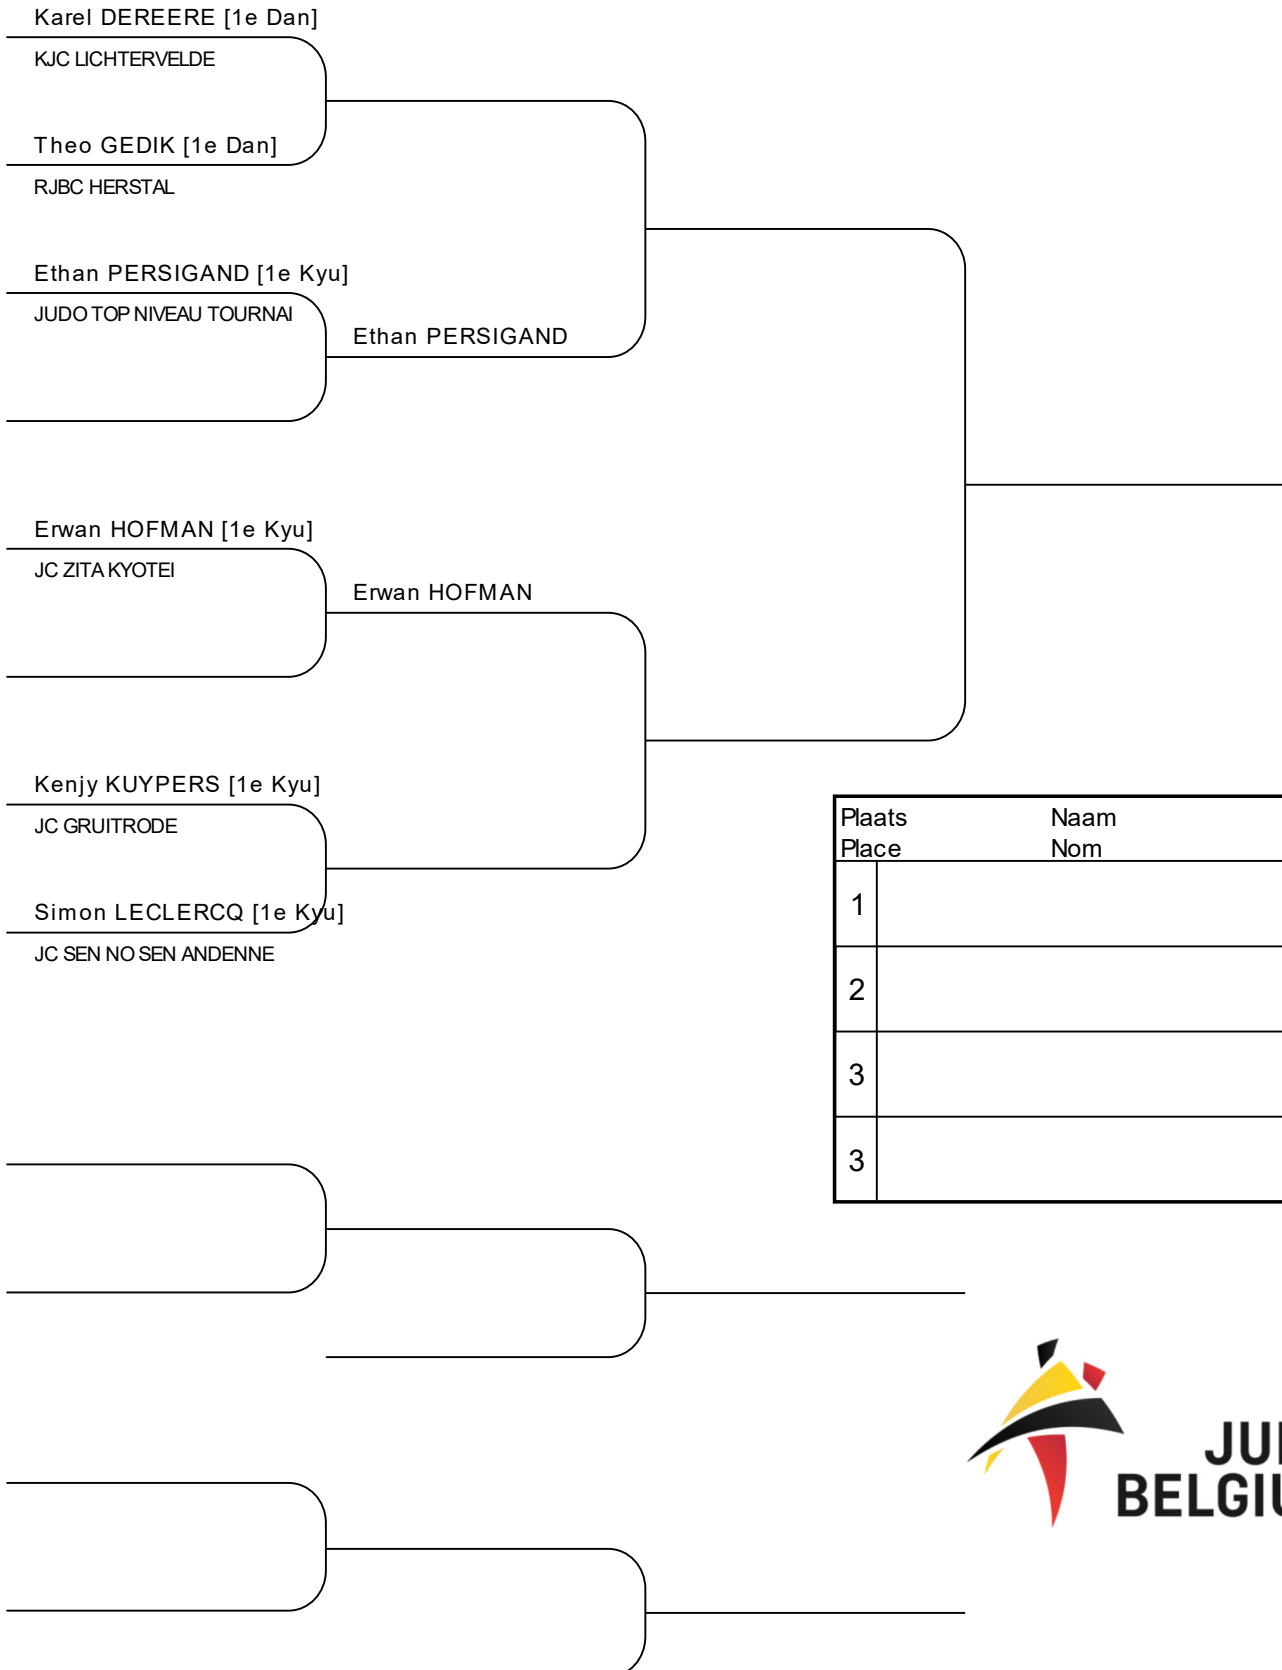 Karel DEREERE [1e Dan]
KJC LICHTERVELDE
Theo GEDIK [1e Dan]
RJBC HERSTAL
Ethan PERSIGAND [1e Kyu]
JUDO TOP NIVEAU TOURNAI
Ethan PERSIGAND
Erwan HOFMAN [1e Kyu]
JC ZITA KYOTEI
Erwan HOFMAN
Kenjy KUYPERS [1e Kyu]
JC GRUITRODE
Simon LECLERCQ [1e Kyu]
JC SEN NO SEN ANDENNE
Plaats Naam
Place Nom
1
2
3
3